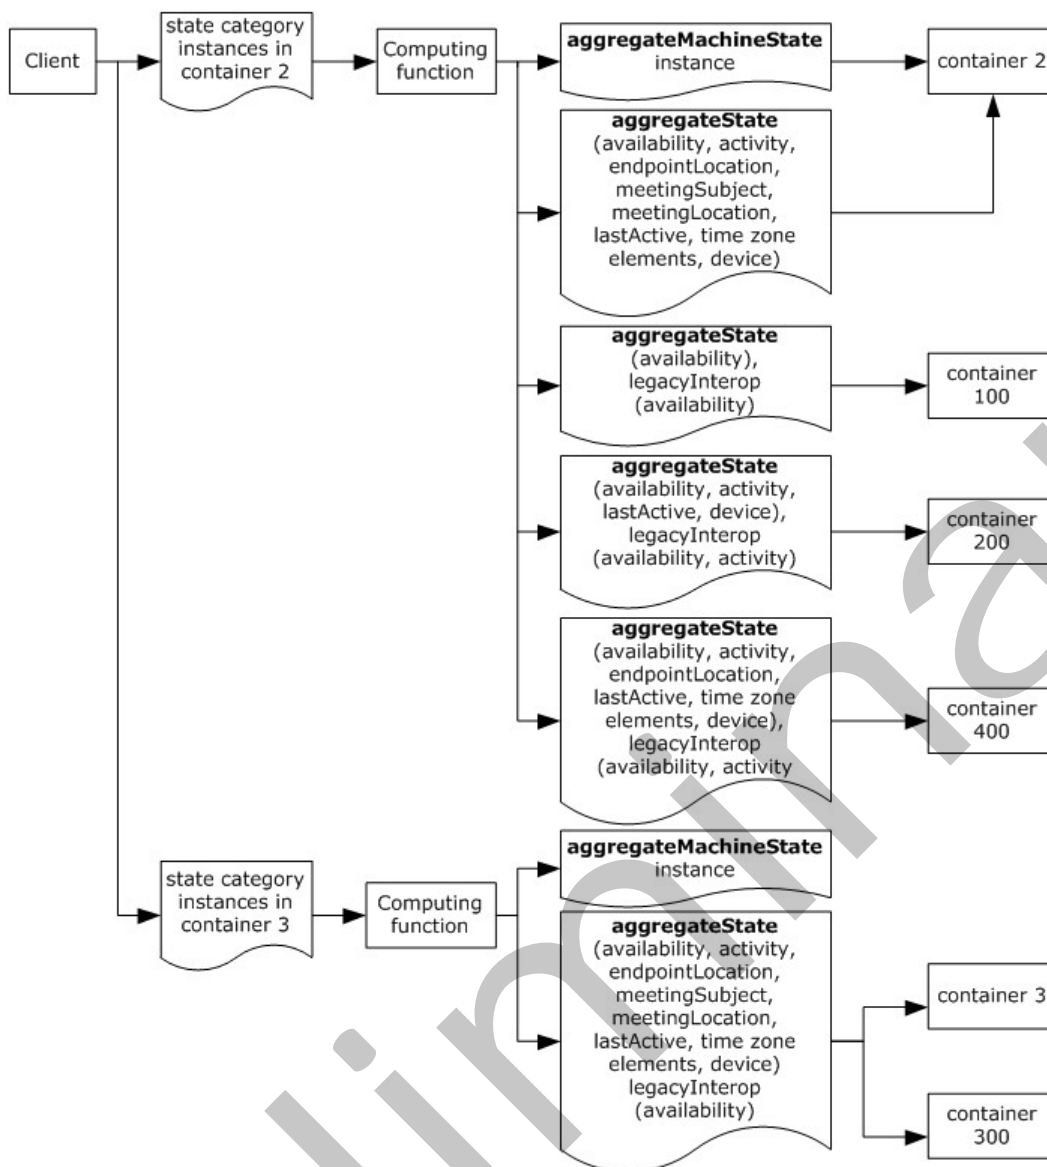 Client
state category
instances in
container 2
Computing
function
aggregateMachineState
instance
container 2
aggregateState
(availability, activity,
endpointLocation,
meetingSubject,
meetingLocation,
lastActive, time zone
elements, device)
aggregateState
(availability),
legacyInterop
(availability)
container
100
aggregateState
(availability, activity,
lastActive, device),
legacyInterop
(availability, activity)
container
200
aggregateState
(availability, activity,
endpointLocation,
lastActive, time zone
elements, device),
legacyInterop
(availability, activity
container
400
state category
instances in
container 3
Computing
function
aggregateMachineState
instance
aggregateState
(availability, activity,
endpointLocation,
meetingSubject,
meetingLocation,
lastActive, time zone
elements, device)
legacyInterop
(availability)
container 3
container
300